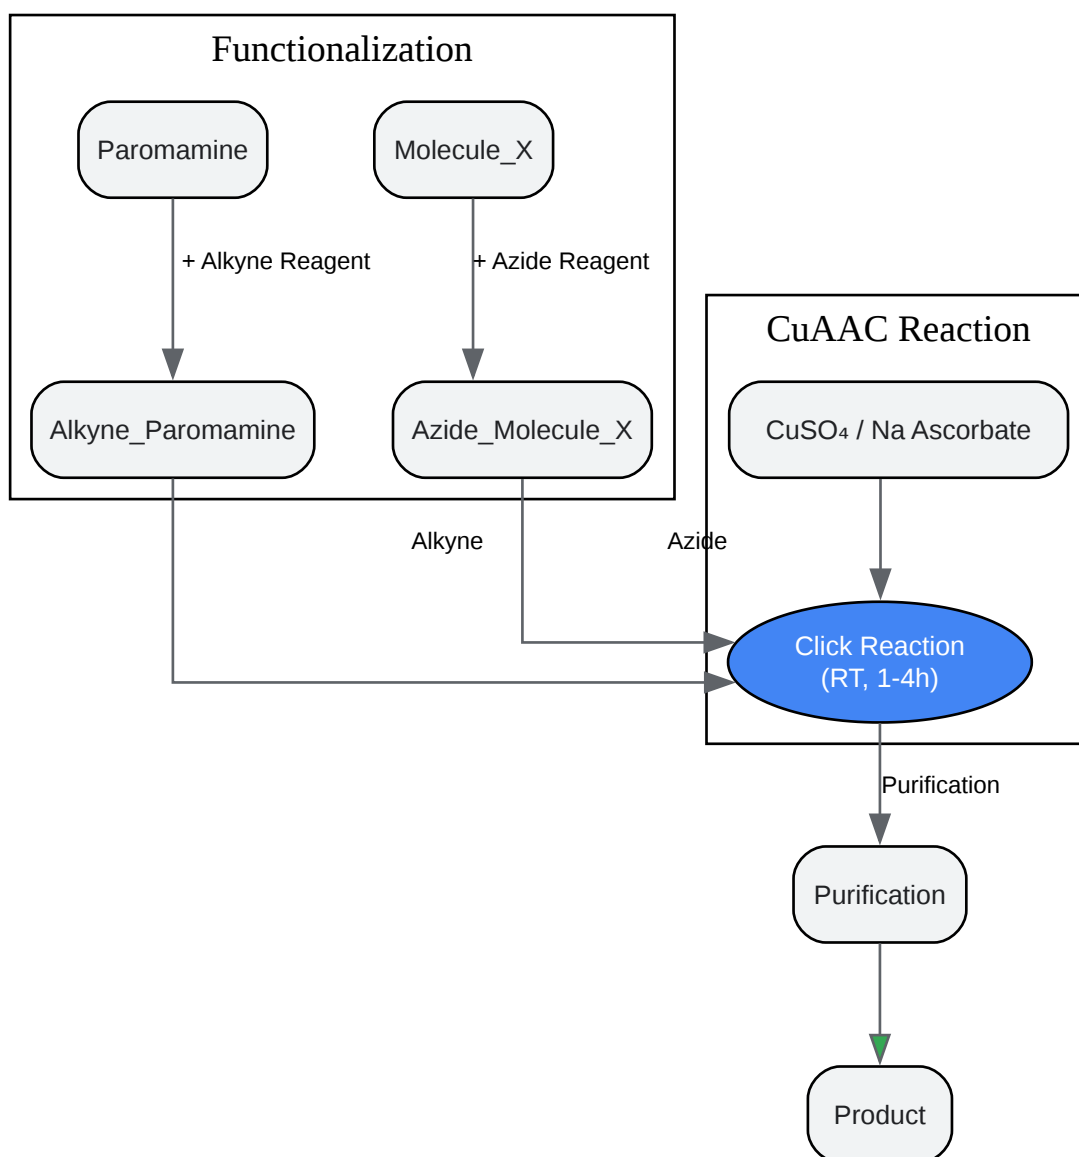 Functionalization
Paromamine
Molecule_X
+ Alkyne Reagent
+ Azide Reagent
CuAAC Reaction
Alkyne_Paromamine
Azide_Molecule_X
CuSO₄ / Na Ascorbate
Alkyne
Azide
Click Reaction
(RT, 1-4h)
Purification
Purification
Product